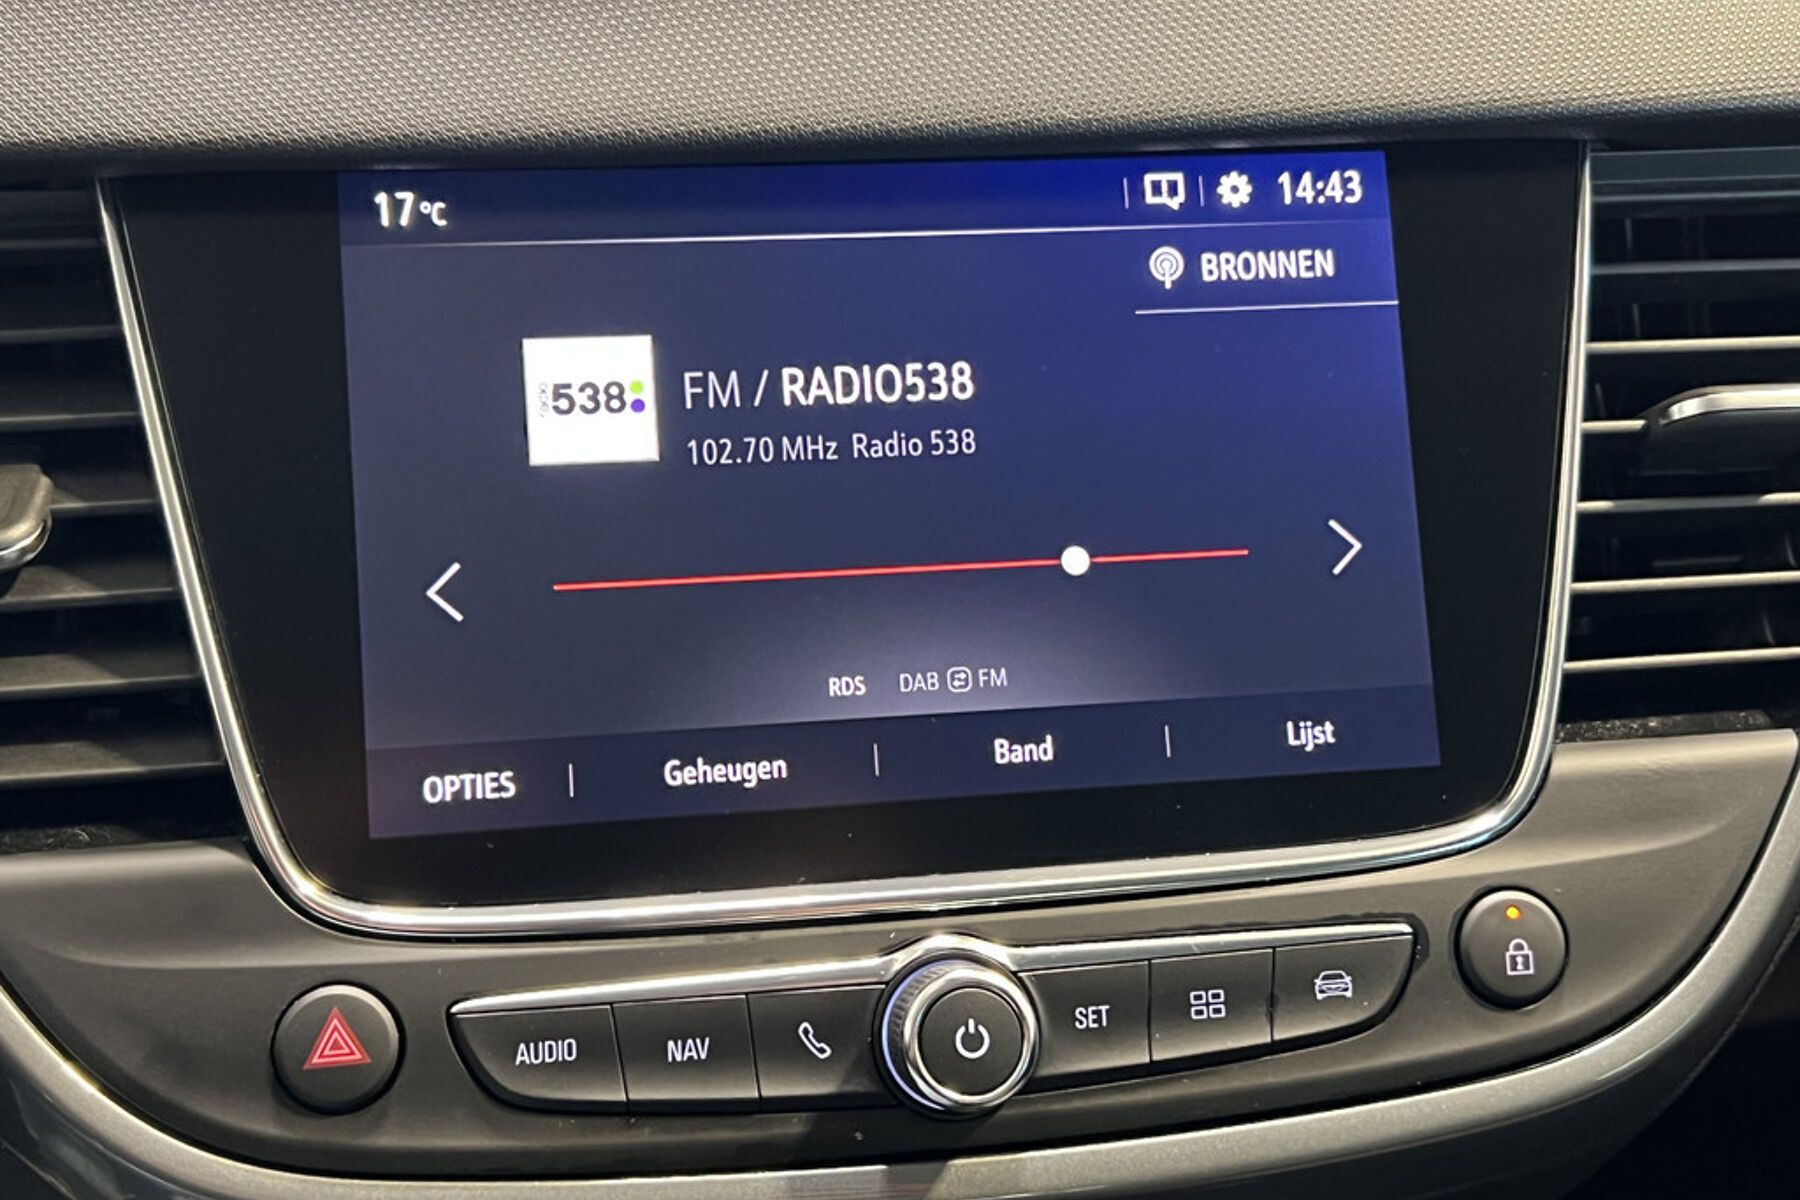 17°C
14:43
BRONNEN
538
FM / RADIO538
102.70 MHz Radio 538
RDS DAB FM
OPTIES Geheugen Band Lijst
AUDIO NAV SET